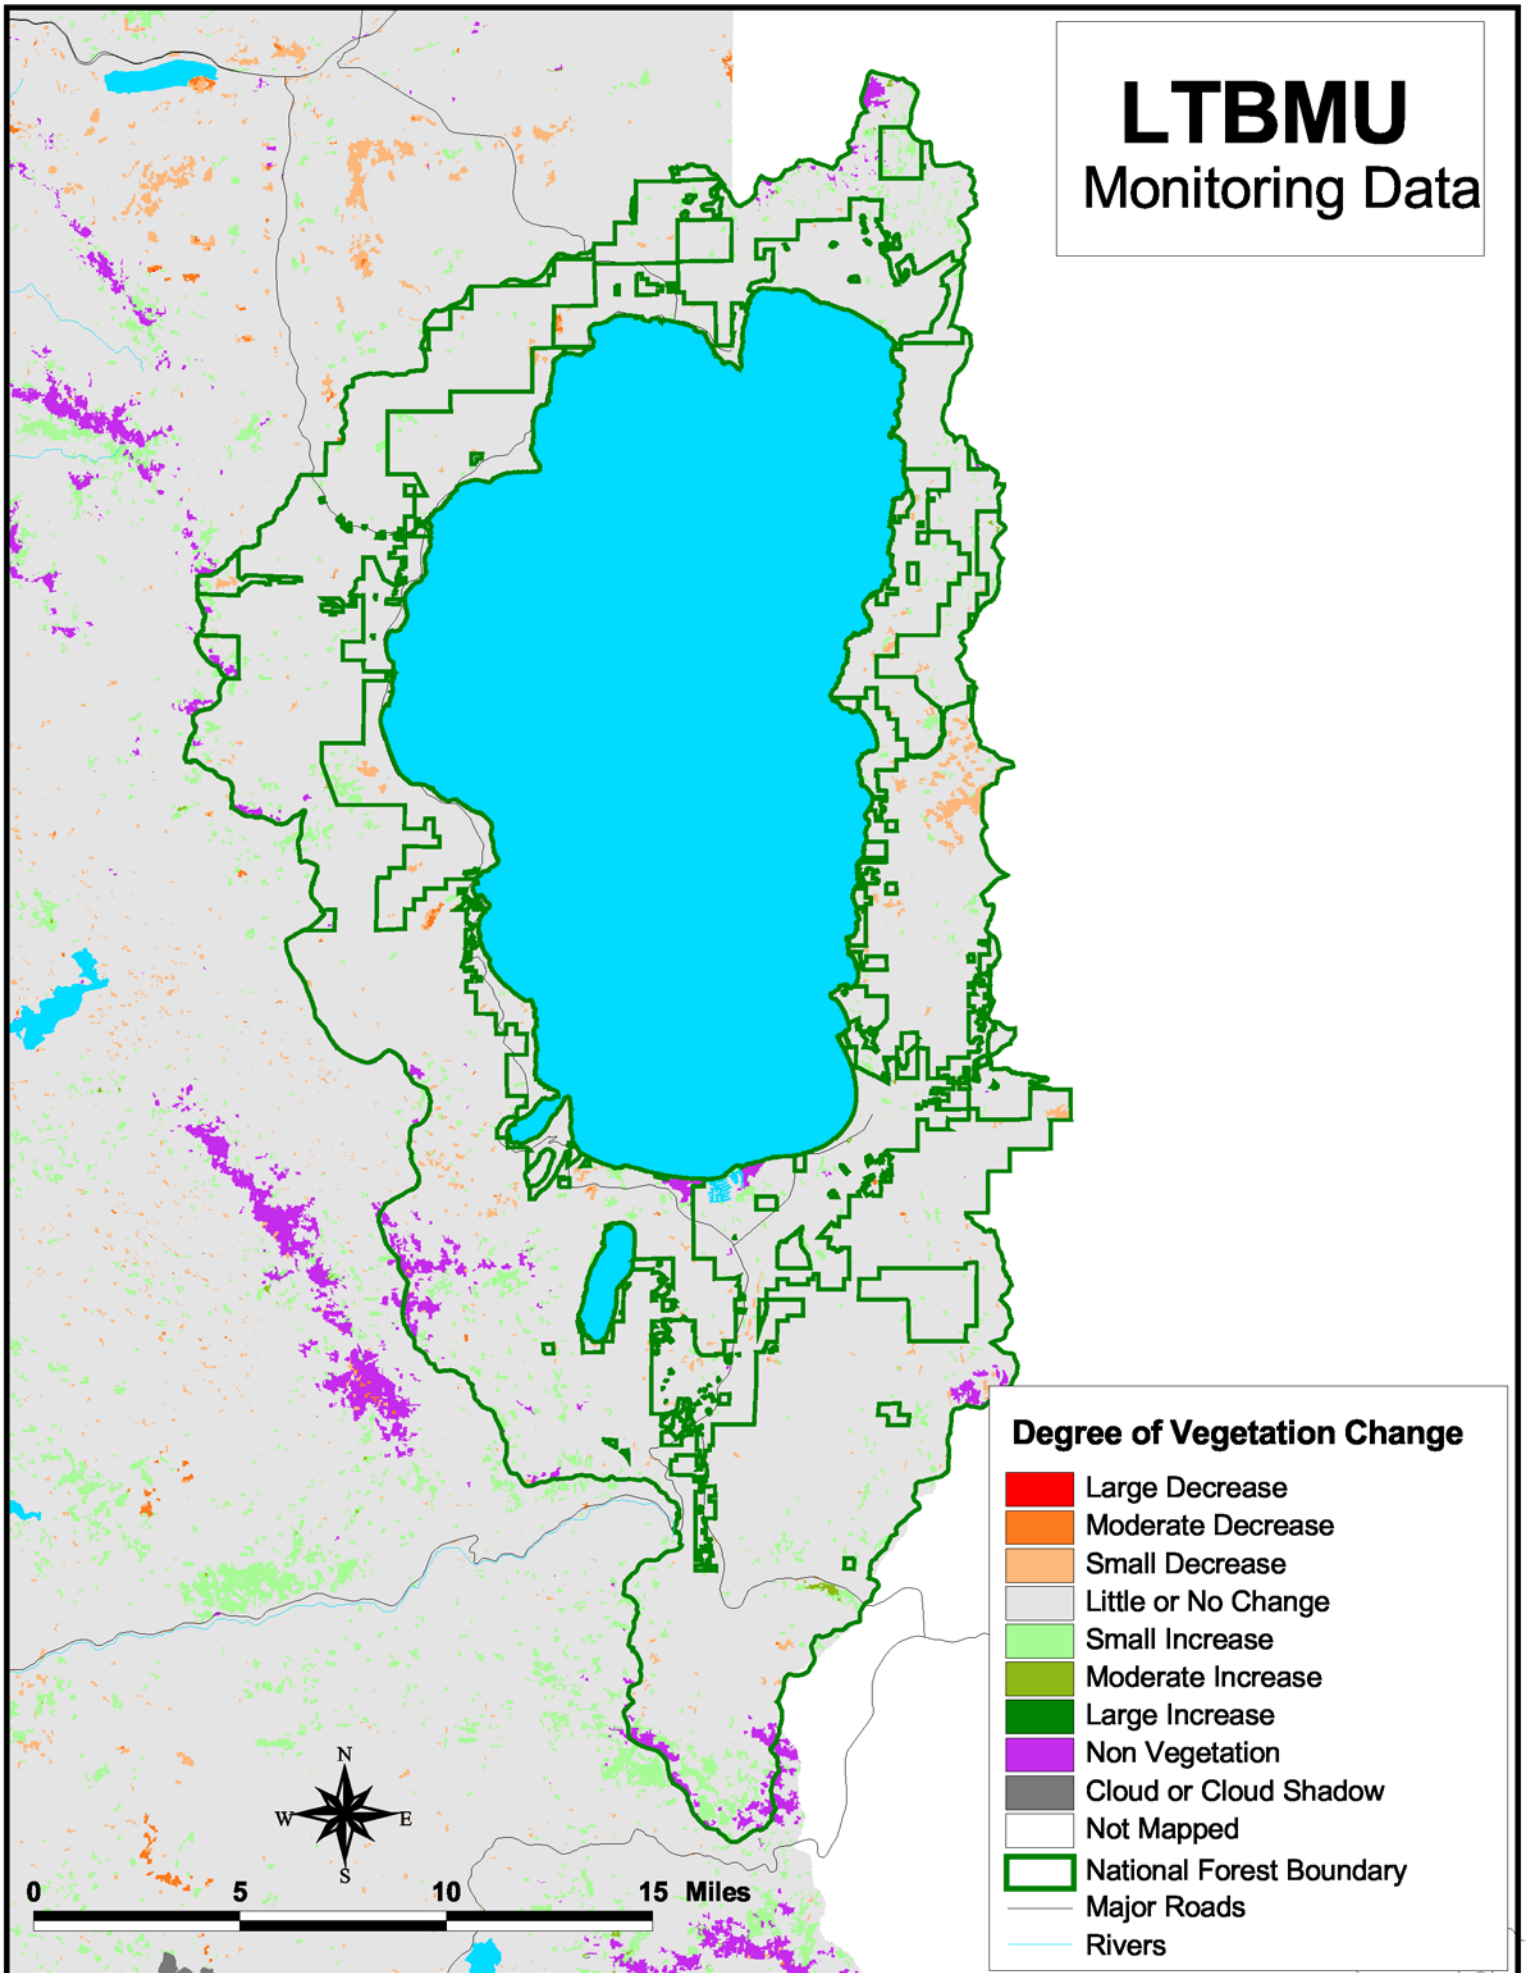 LTBMU
Monitoring Data
Degree of Vegetation Change
Large Decrease
Moderate Decrease
Small Decrease
Little or No Change
Small Increase
Moderate Increase
Large Increase
Non Vegetation
Cloud or Cloud Shadow
Not Mapped
National Forest Boundary
Major Roads
Rivers
N
W E
S
0 5 10 15 Miles